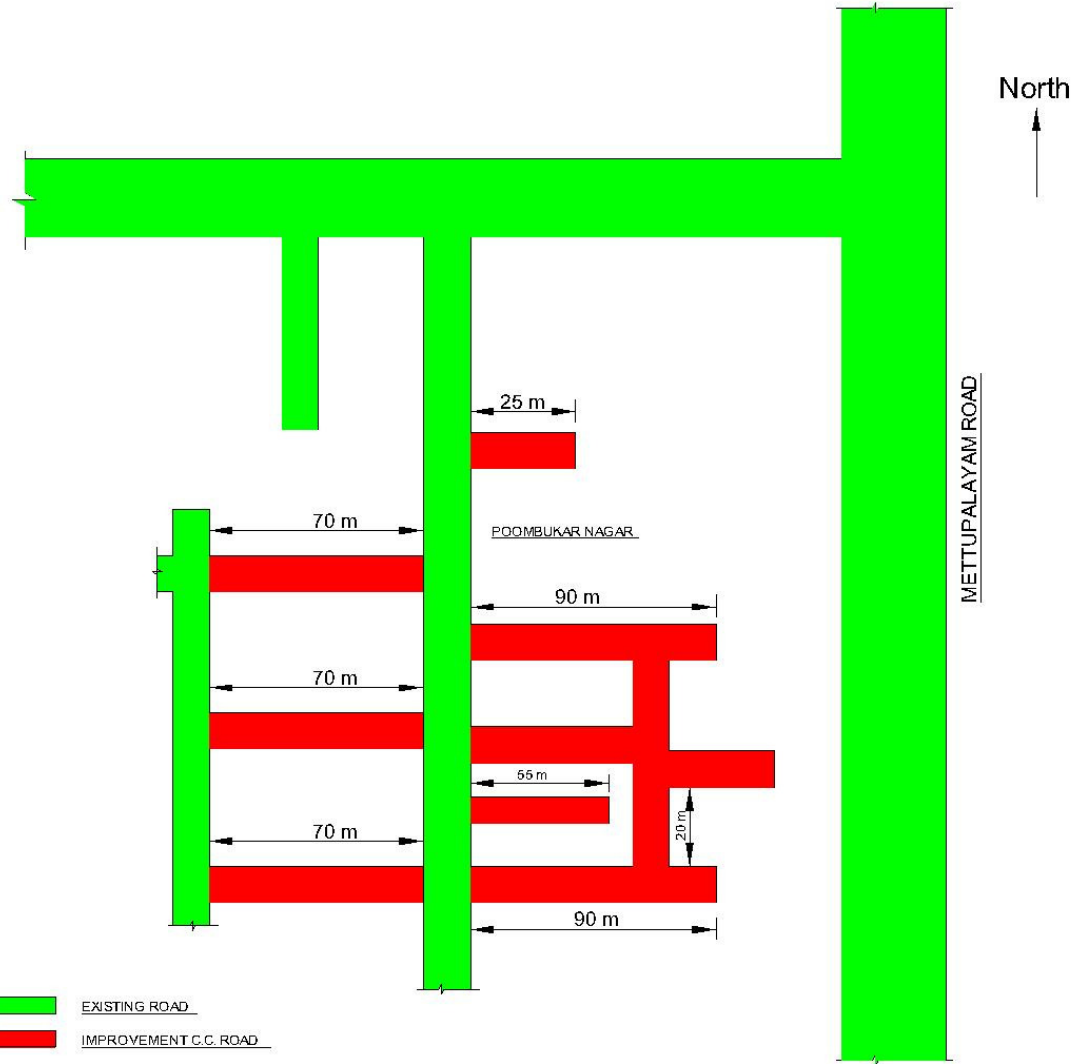 North
25 m
METTUPALAYAM ROAD
70 m
POOMBUKAR NAGAR
90 m
70 m
55 m
20 m
70 m
90 m
EXISTING ROAD
IMPROVEMENT C.C. ROAD